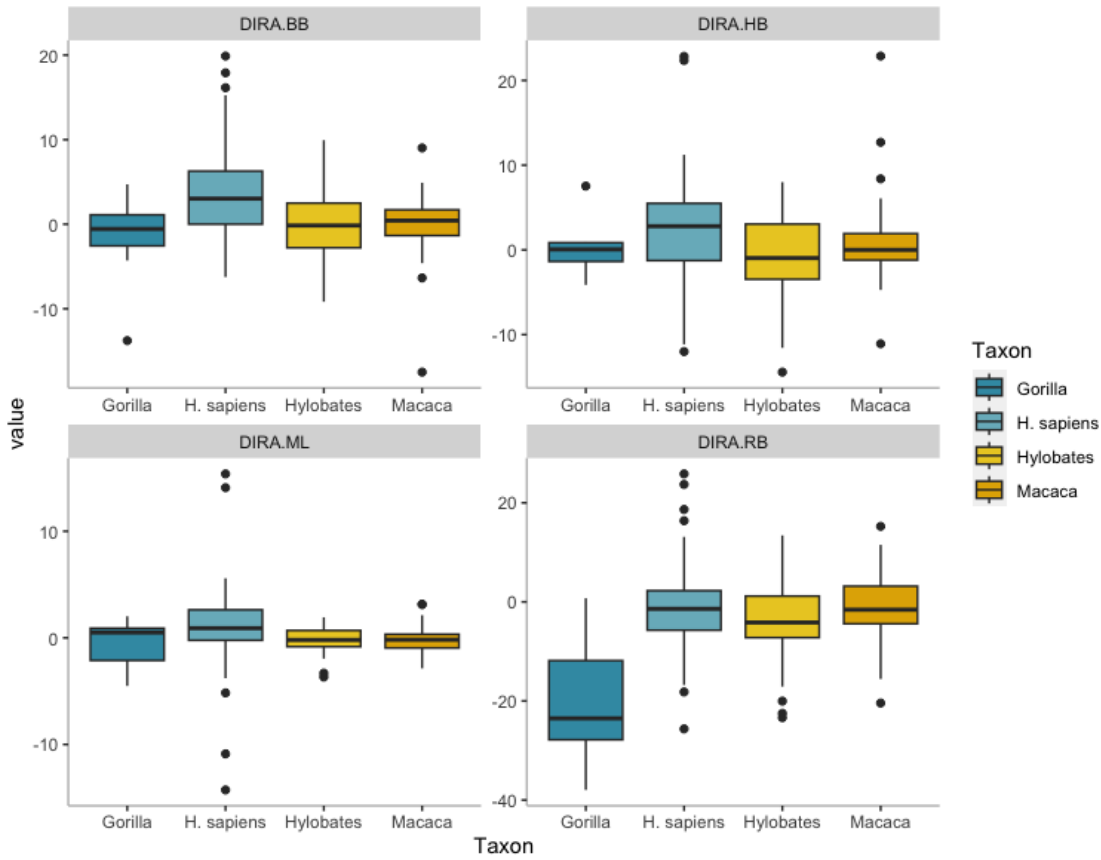 DIRA.BB
DIRA.HB
20
10
0
-10
20
10
0
-10
Gorilla
H. sapiens
Hylobates
Macaca
Gorilla
H. sapiens
Hylobates
Macaca
value
DIRA.ML
DIRA.RB
10
0
-10
20
0
-20
-40
Gorilla
H. sapiens
Hylobates
Macaca
Gorilla
H. sapiens
Hylobates
Macaca
Taxon
Taxon
Gorilla
H. sapiens
Hylobates
Macaca